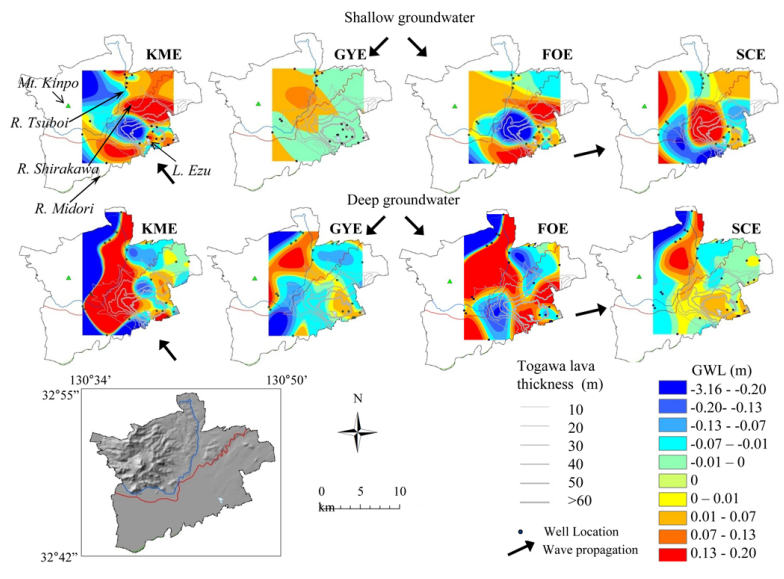 Shallow groundwater
KME
GYE
FOE
SCE
Mt. Kinpo
R. Tsuboi
R. Shirakawa
L. Ezu
R. Midori
Deep groundwater
KME
GYE
FOE
SCE
130°34’
130°50’
32°55”
32°42”
N
0 5 10
km
Togawa lava
thickness (m)
10
20
30
40
50
>60
Well Location
Wave propagation
GWL (m)
-3.16 – -0.20
-0.20- -0.13
-0.13 - -0.07
-0.07 – -0.01
-0.01 – 0
0
0 – 0.01
0.01 - 0.07
0.07 - 0.13
0.13 - 0.20